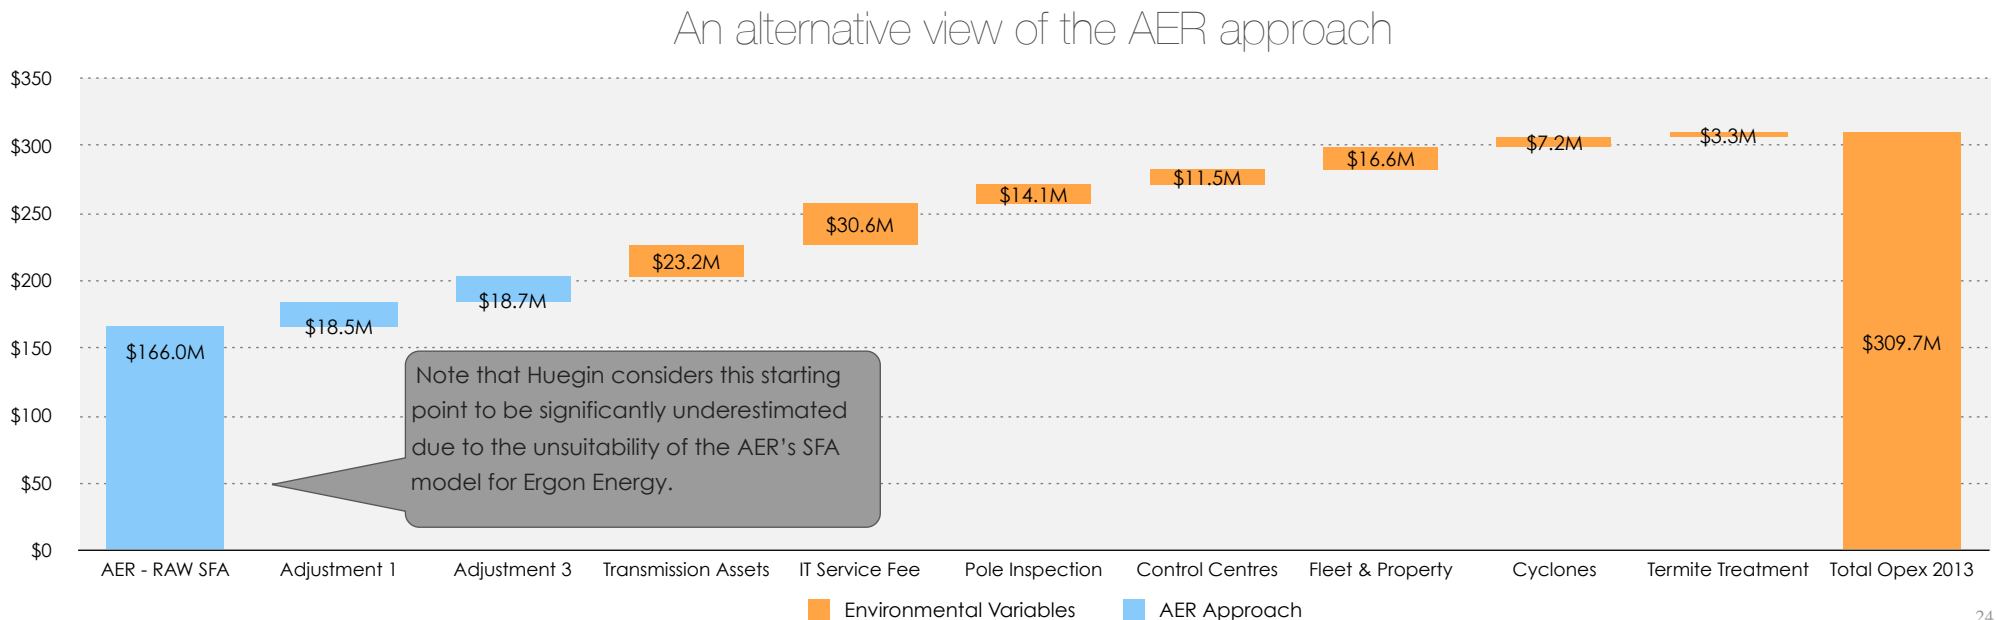 An alternative view of the AER approach
$350
$300
$250
$200
$150
$100
$50
$0
$166.0M
$18.5M
$18.7M
$23.2M
$30.6M
$14.1M
$11.5M
$16.6M
$7.2M
$3.3M
$309.7M
Note that Huegin considers this starting
point to be significantly underestimated
due to the unsuitability of the AER's SFA
model for Ergon Energy.
AER - RAW SFA
Adjustment 1
Adjustment 3
Transmission Assets
IT Service Fee
Pole Inspection
Control Centres
Fleet & Property
Cyclones
Termite Treatment
Total Opex 2013
Environmental Variables
AER Approach
24